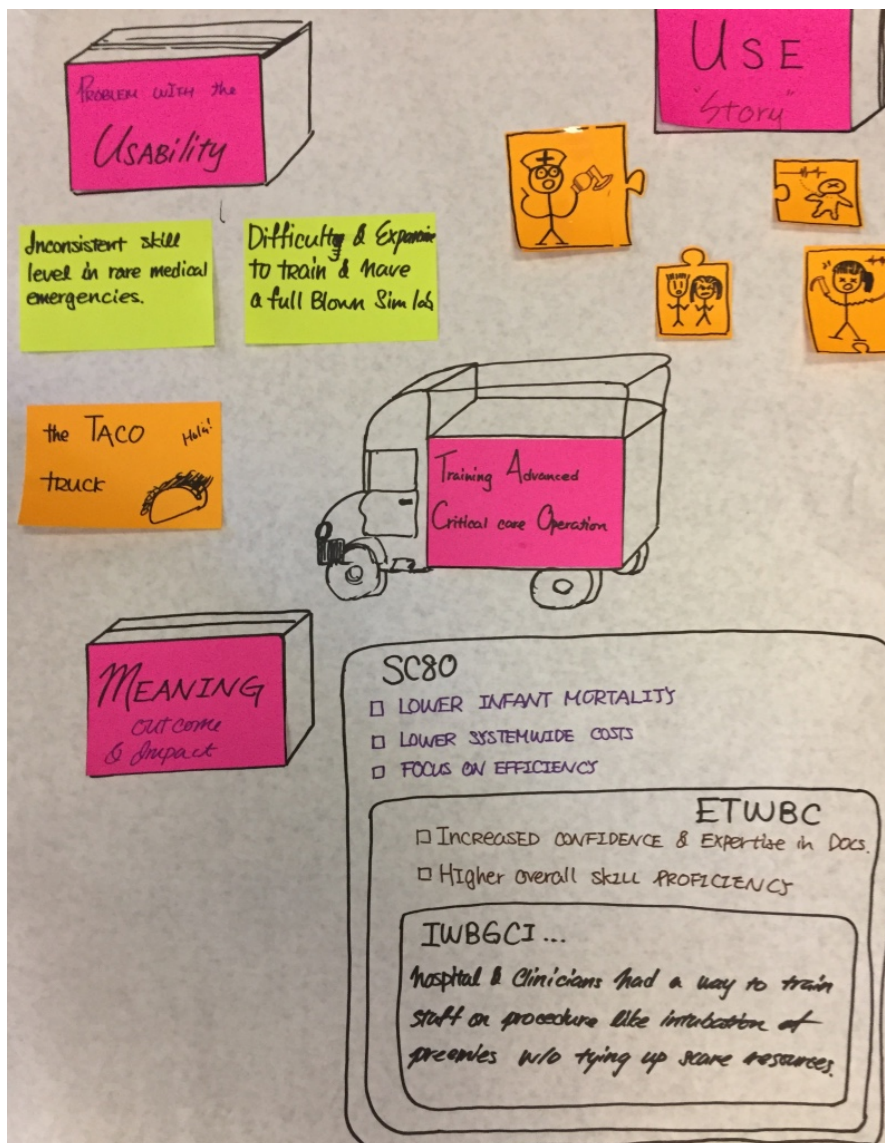 PROBLEM WITH the
USABILITY
USE
"Story"
Inconsistent skill
level in rare medical
emergencies.
Difficulty & Expensive
to train & have
a full Blown Sim lab
the TACO
Hola!
TRUCK
Training Advanced
Critical care Operation
MEANING
outcome
& Impact
SC80
LOWER INFANT MORTALITY
LOWER SYSTEMWIDE COSTS
FOCUS ON EFFICIENCY
ETWBC
INCREASED CONFIDENCE & Expertise in DOCS.
Higher overall SKILL PROFICIENCY
IWBGCI...
hospital & Clinicians had a way to train
staff on procedure like intubation of
preemies w/o tying up scare resources.